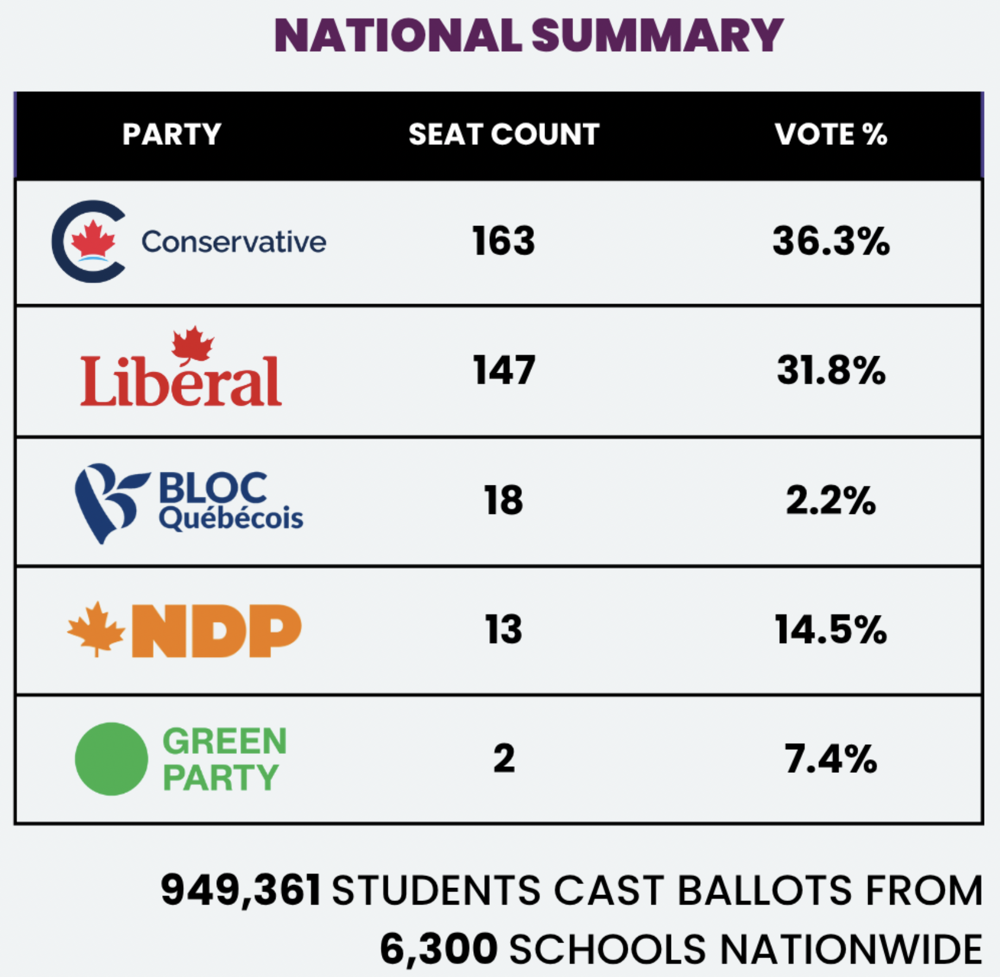 NATIONAL SUMMARY
PARTY SEAT COUNT VOTE %
Conservative 163 36.3%
Liberal 147 31.8%
BLOC
Québécois 18 2.2%
NDP 13 14.5%
GREEN
PARTY 2 7.4%
949,361 STUDENTS CAST BALLOTS FROM
6,300 SCHOOLS NATIONWIDE